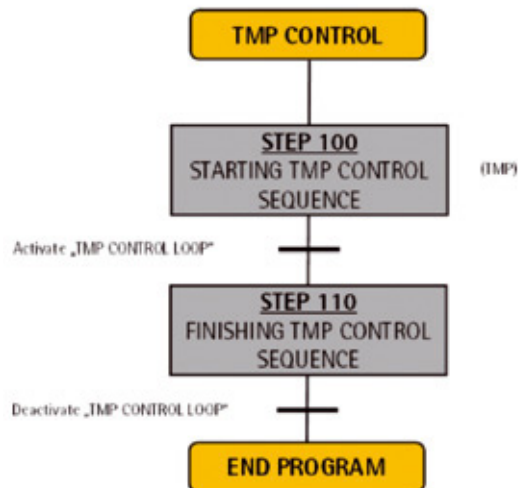 TMP CONTROL
STEP 100
STARTING TMP CONTROL
SEQUENCE
(TMP)
Activate „TMP CONTROL LOOP“
STEP 110
FINISHING TMP CONTROL
SEQUENCE
Deactivate „TMP CONTROL LOOP“
END PROGRAM